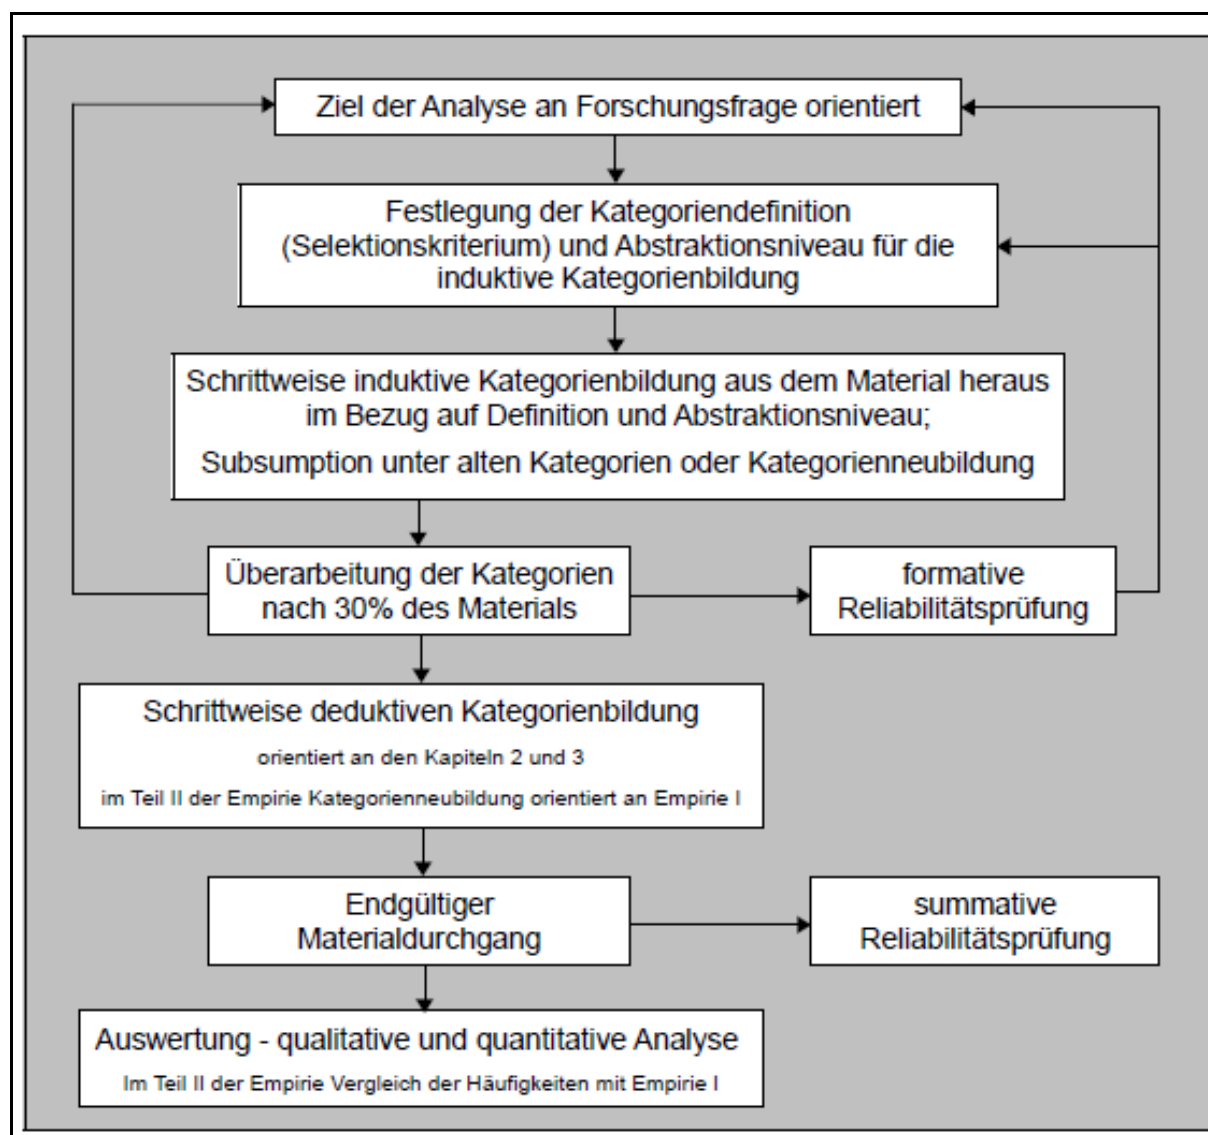 Ziel der Analyse an Forschungsfrage orientiert
Festlegung der Kategoriendefinition
(Selektionskriterium) und Abstraktionsniveau für die
induktive Kategorienbildung
Schrittweise induktive Kategorienbildung aus dem Material heraus
im Bezug auf Definition und Abstraktionsniveau;
Subsumption unter alten Kategorien oder Kategorienneubildung
Überarbeitung der Kategorien
nach 30% des Materials
formative
Reliabilitätsprüfung
Schrittweise deduktiven Kategorienbildung
orientiert an den Kapiteln 2 und 3
im Teil II der Empirie Kategorienneubildung orientiert an Empirie I
Endgültiger
Materialdurchgang
summative
Reliabilitätsprüfung
Auswertung - qualitative und quantitative Analyse
Im Teil II der Empirie Vergleich der Häufigkeiten mit Empirie I